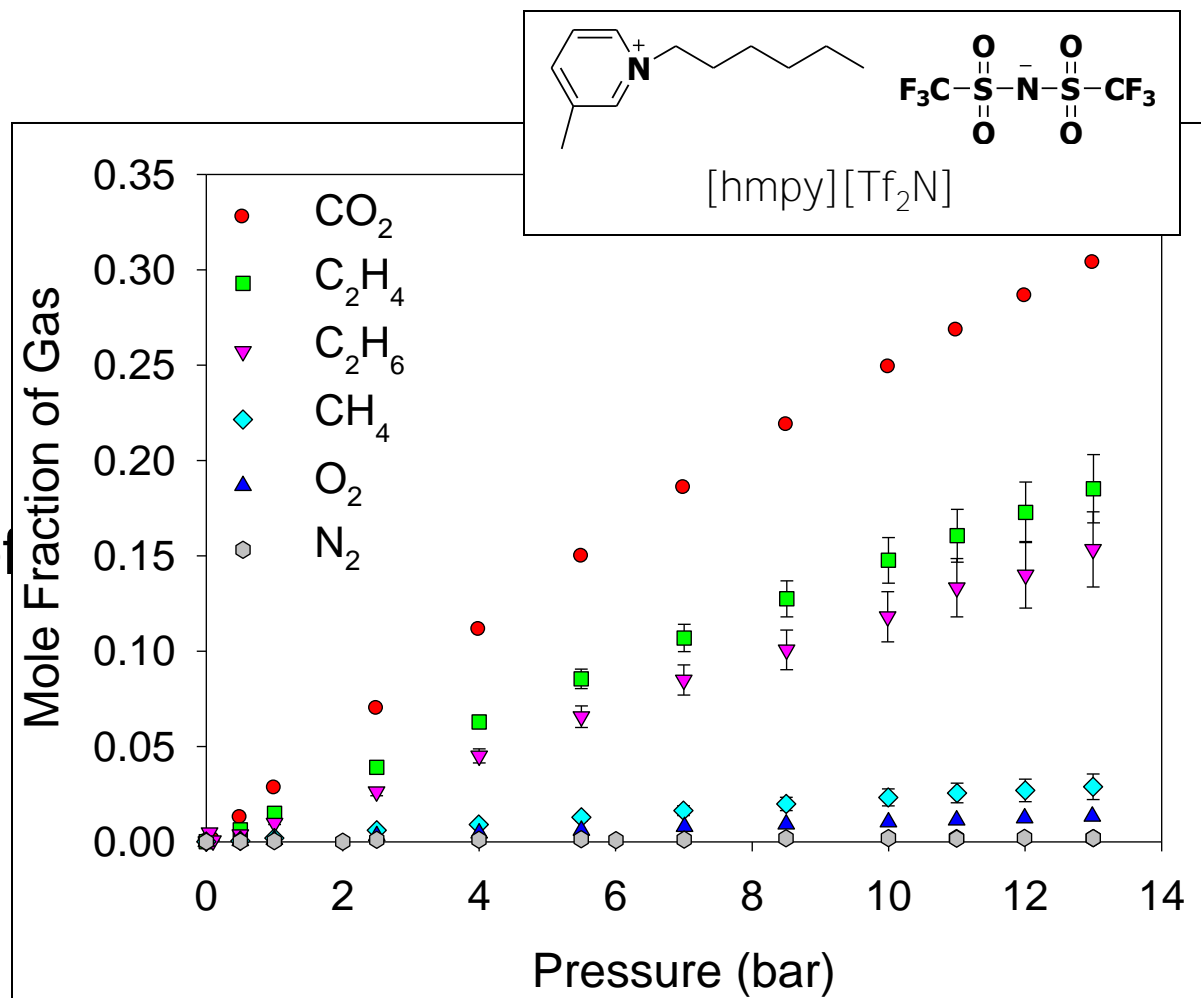 N+
O O
F₃C–S–N̄–S–CF₃
O O
[hmpy][Tf₂N]
Mole Fraction of Gas
0.35
0.30
0.25
0.20
0.15
0.10
0.05
0.00
CO₂
C₂H₄
C₂H₆
CH₄
O₂
N₂
f
0 2 4 6 8 10 12 14
Pressure (bar)